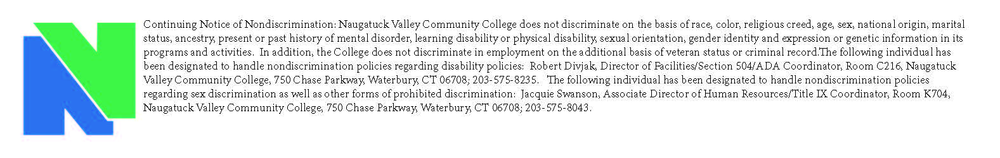 Continuing Notice of Nondiscrimination: Naugatuck Valley Community College does not discriminate on the basis of race, color, religious creed, age, sex, national origin, marital
status, ancestry, present or past history of mental disorder, learning disability or physical disability, sexual orientation, gender identity and expression or genetic information in its
programs and activities.  In addition, the College does not discriminate in employment on the additional basis of veteran status or criminal record.The following individual has
been designated to handle nondiscrimination policies regarding disability policies:  Robert Divjak, Director of Facilities/Section 504/ADA Coordinator, Room C216, Naugatuck
Valley Community College, 750 Chase Parkway, Waterbury, CT 06708; 203-575-8235.   The following individual has been designated to handle nondiscrimination policies
regarding sex discrimination as well as other forms of prohibited discrimination:  Jacquie Swanson, Associate Director of Human Resources/Title IX Coordinator, Room K704,
Naugatuck Valley Community College, 750 Chase Parkway, Waterbury, CT 06708; 203-575-8043.